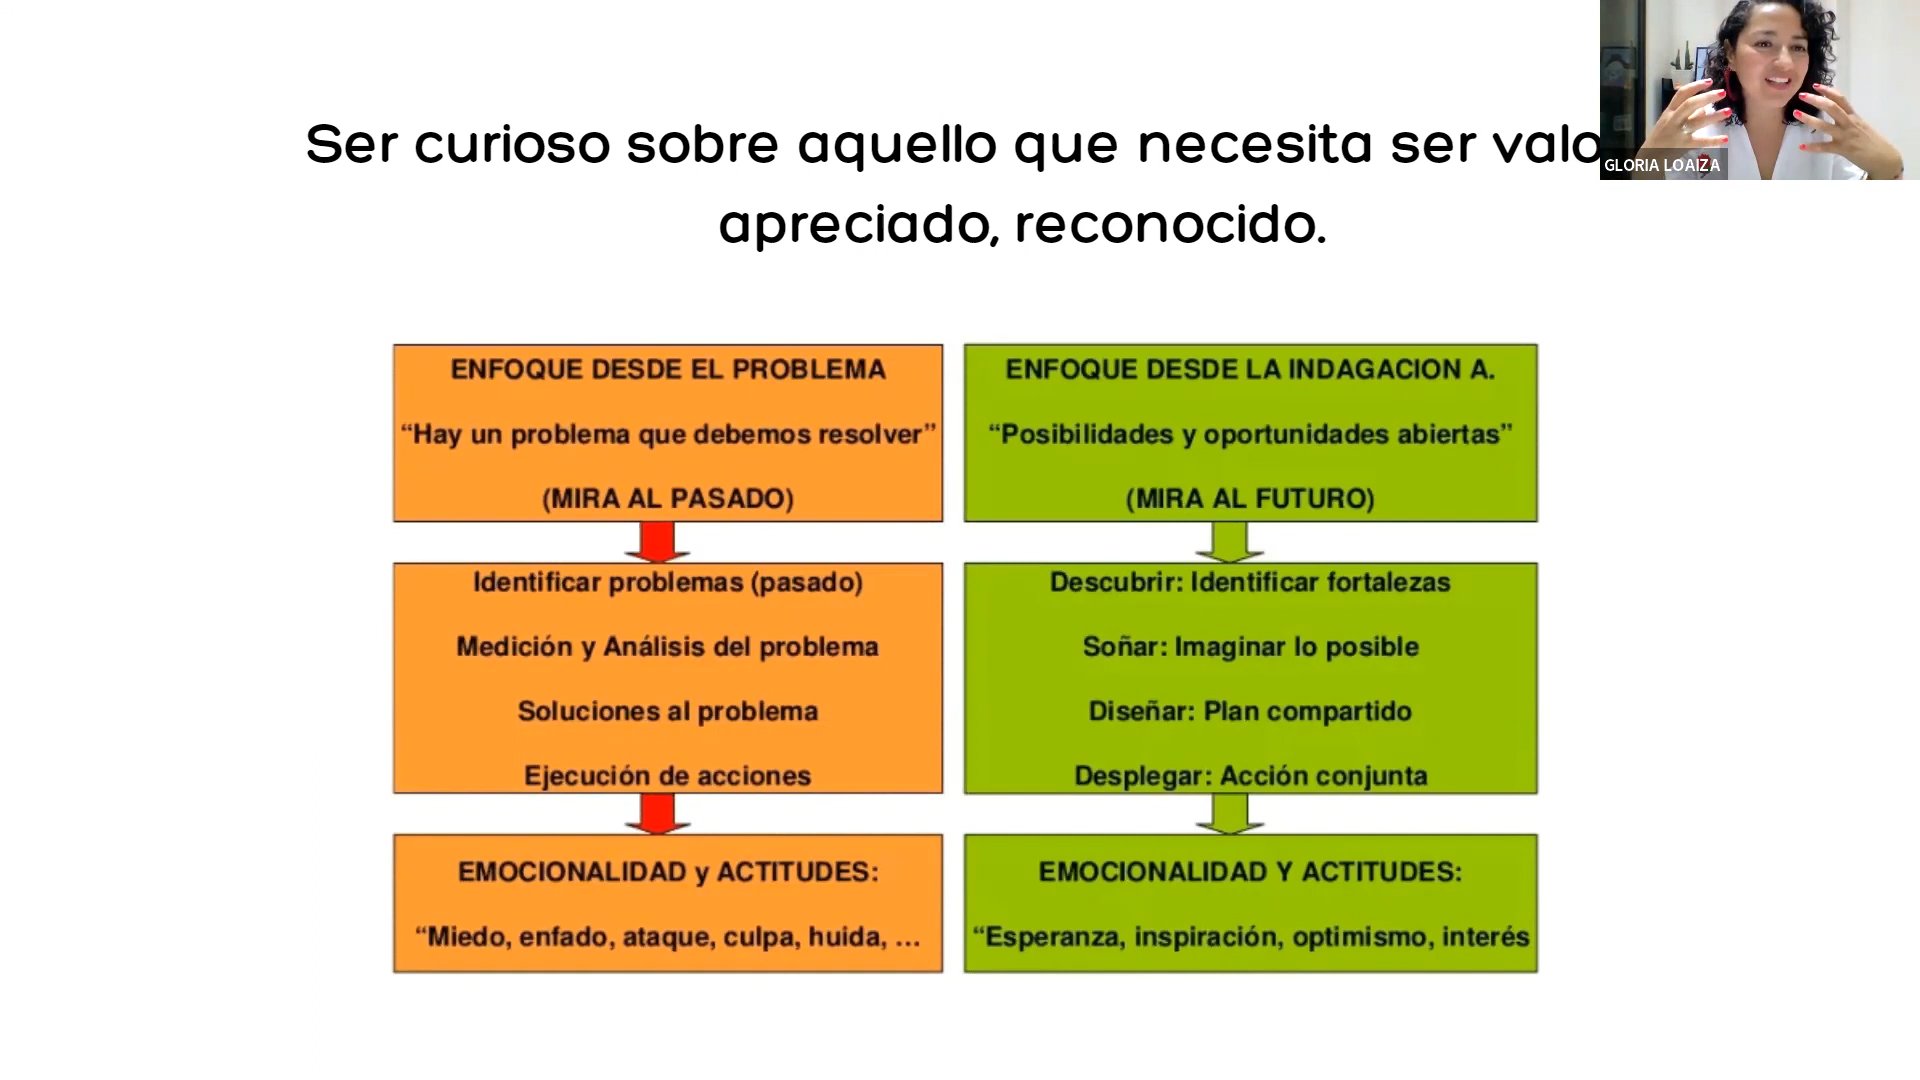 Ser curioso sobre aquello que necesita ser valo
apreciado, reconocido.
GLORIA LOAIZA
ENFOQUE DESDE EL PROBLEMA
“Hay un problema que debemos resolver”
(MIRA AL PASADO)
Identificar problemas (pasado)
Medición y Análisis del problema
Soluciones al problema
Ejecución de acciones
EMOCIONALIDAD y ACTITUDES:
“Miedo, enfado, ataque, culpa, huida, ...
ENFOQUE DESDE LA INDAGACION A.
“Posibilidades y oportunidades abiertas”
(MIRA AL FUTURO)
Descubrir: Identificar fortalezas
Soñar: Imaginar lo posible
Diseñar: Plan compartido
Desplegar: Acción conjunta
EMOCIONALIDAD Y ACTITUDES:
“Esperanza, inspiración, optimismo, interés